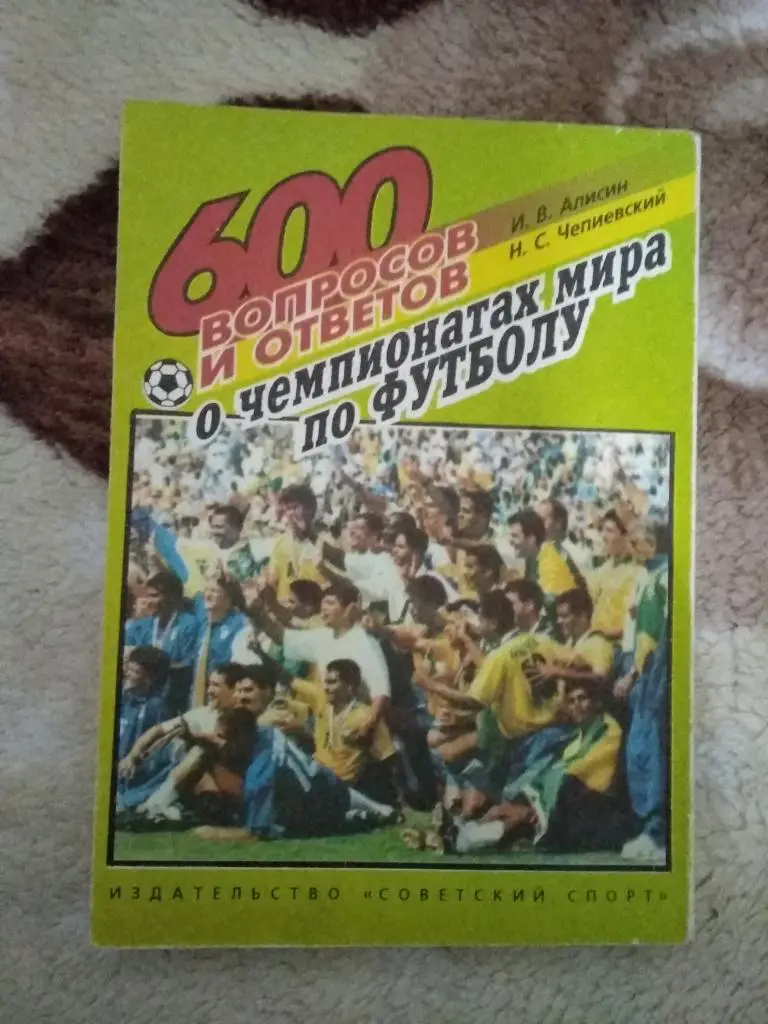 600
ВОПРОСОВ
И ОТВЕТОВ
И. В. Алисин
Н. С. Чепиевский
о чемпионатах мира
по ФУТБОЛУ
ИЗДАТЕЛЬСТВО «СОВЕТСКИЙ СПОРТ»